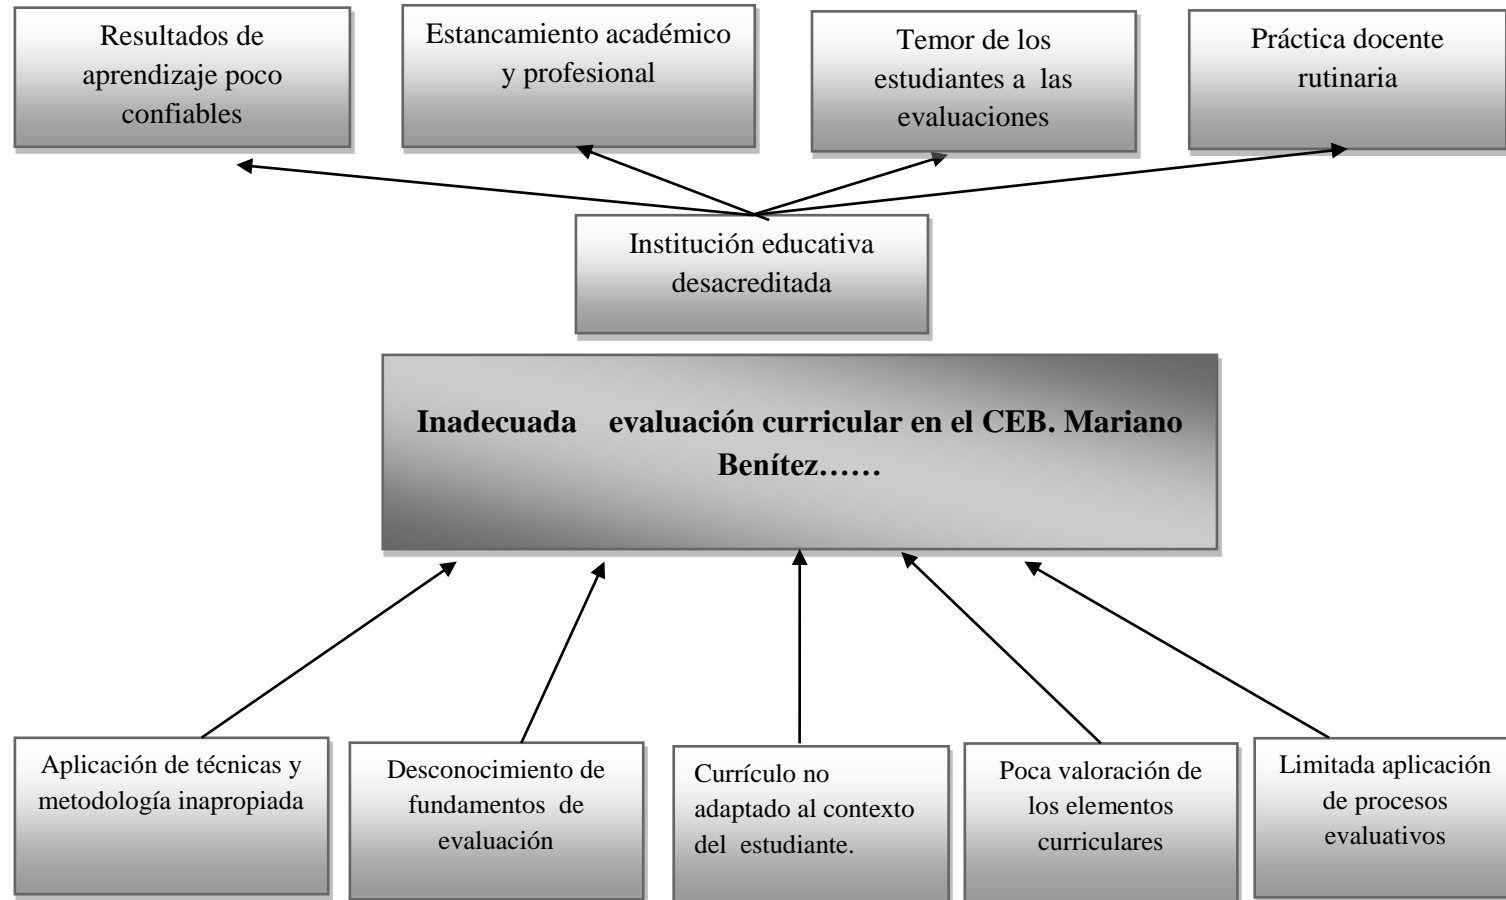 Resultados de
aprendizaje poco
confiables
Estancamiento académico
y profesional
Temor de los
estudiantes a  las
evaluaciones
Práctica docente
rutinaria
Institución educativa
desacreditada
Inadecuada    evaluación curricular en el CEB. Mariano
Benítez……
Aplicación de técnicas y
metodología inapropiada
Desconocimiento de
fundamentos  de
evaluación
Currículo no
adaptado al contexto
del  estudiante.
Poca valoración de
los elementos
curriculares
Limitada aplicación
de procesos
evaluativos